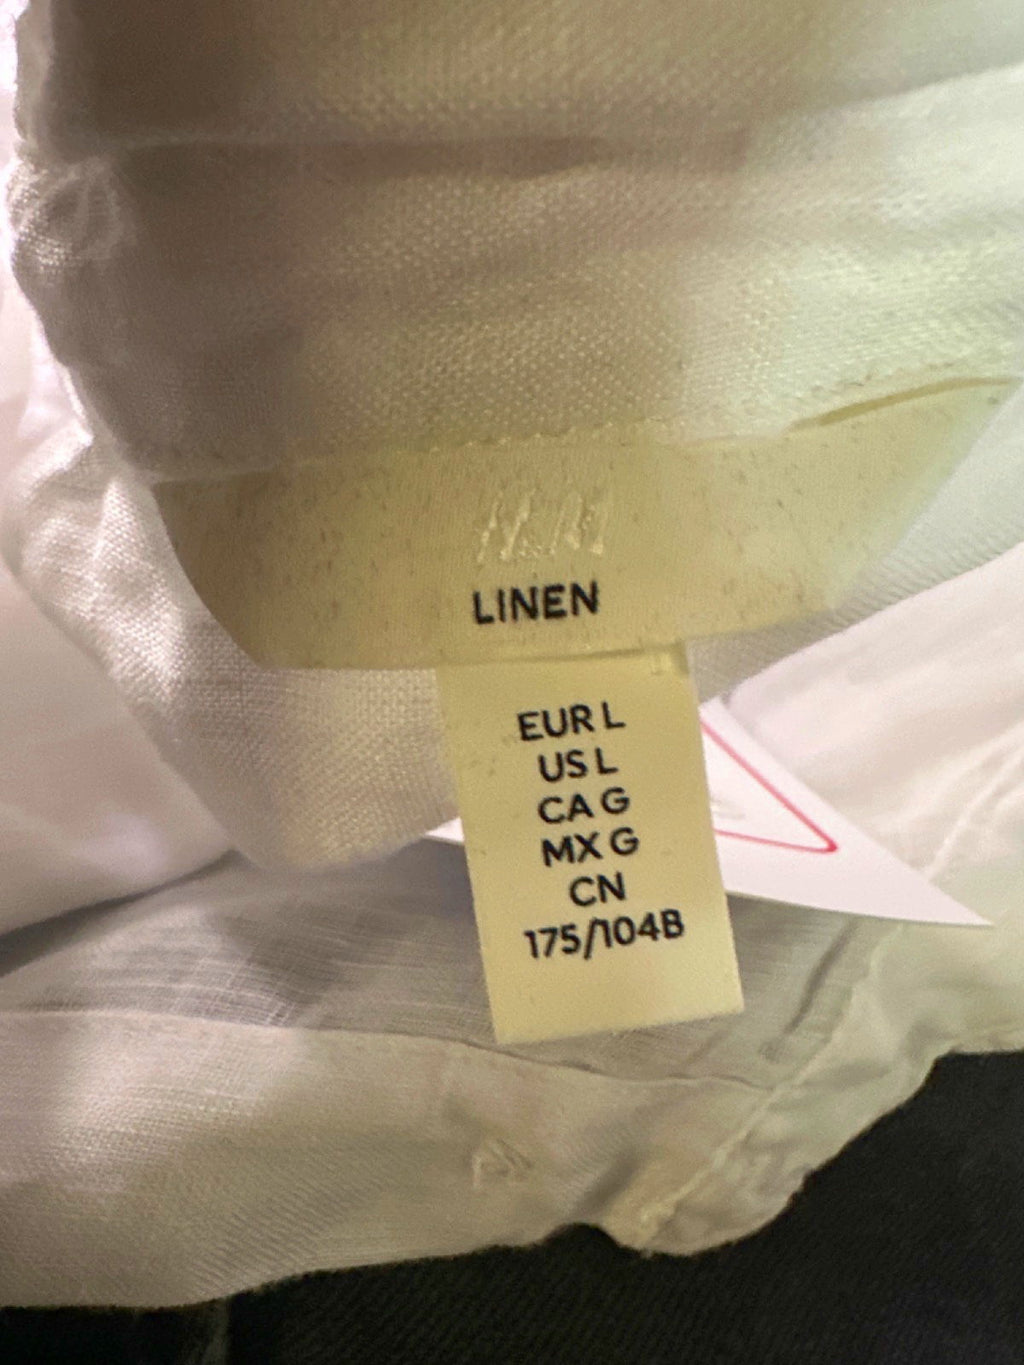 H&M
LINEN
EUR L
US L
CA G
MX G
CN
175/104B